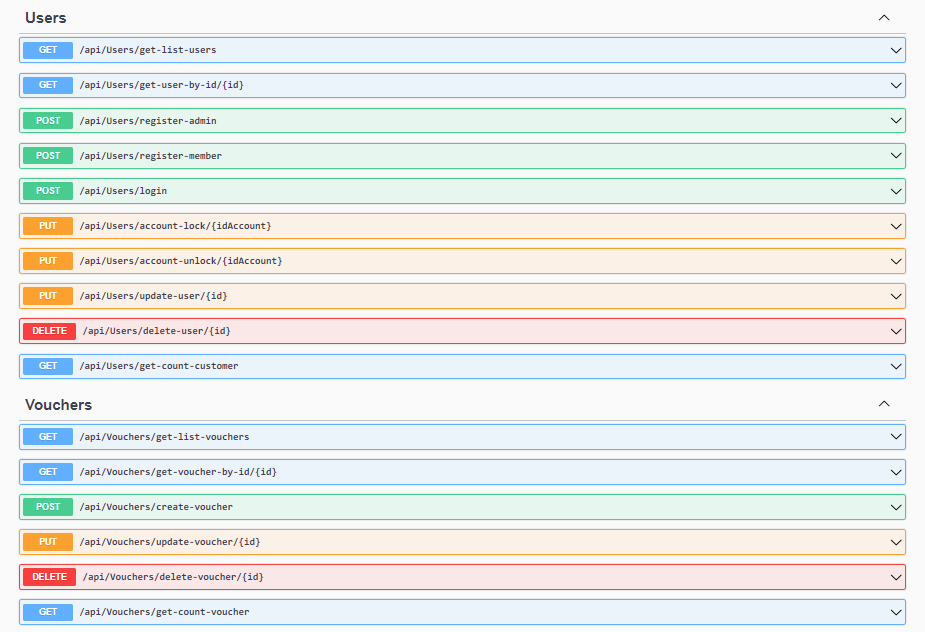 Users
GET /api/Users/get-list-users
GET /api/Users/get-user-by-id/{id}
POST /api/Users/register-admin
POST /api/Users/register-member
POST /api/Users/login
PUT /api/Users/account-lock/{idAccount}
PUT /api/Users/account-unlock/{idAccount}
PUT /api/Users/update-user/{id}
DELETE /api/Users/delete-user/{id}
GET /api/Users/get-count-customer
Vouchers
GET /api/Vouchers/get-list-vouchers
GET /api/Vouchers/get-voucher-by-id/{id}
POST /api/Vouchers/create-voucher
PUT /api/Vouchers/update-voucher/{id}
DELETE /api/Vouchers/delete-voucher/{id}
GET /api/Vouchers/get-count-voucher